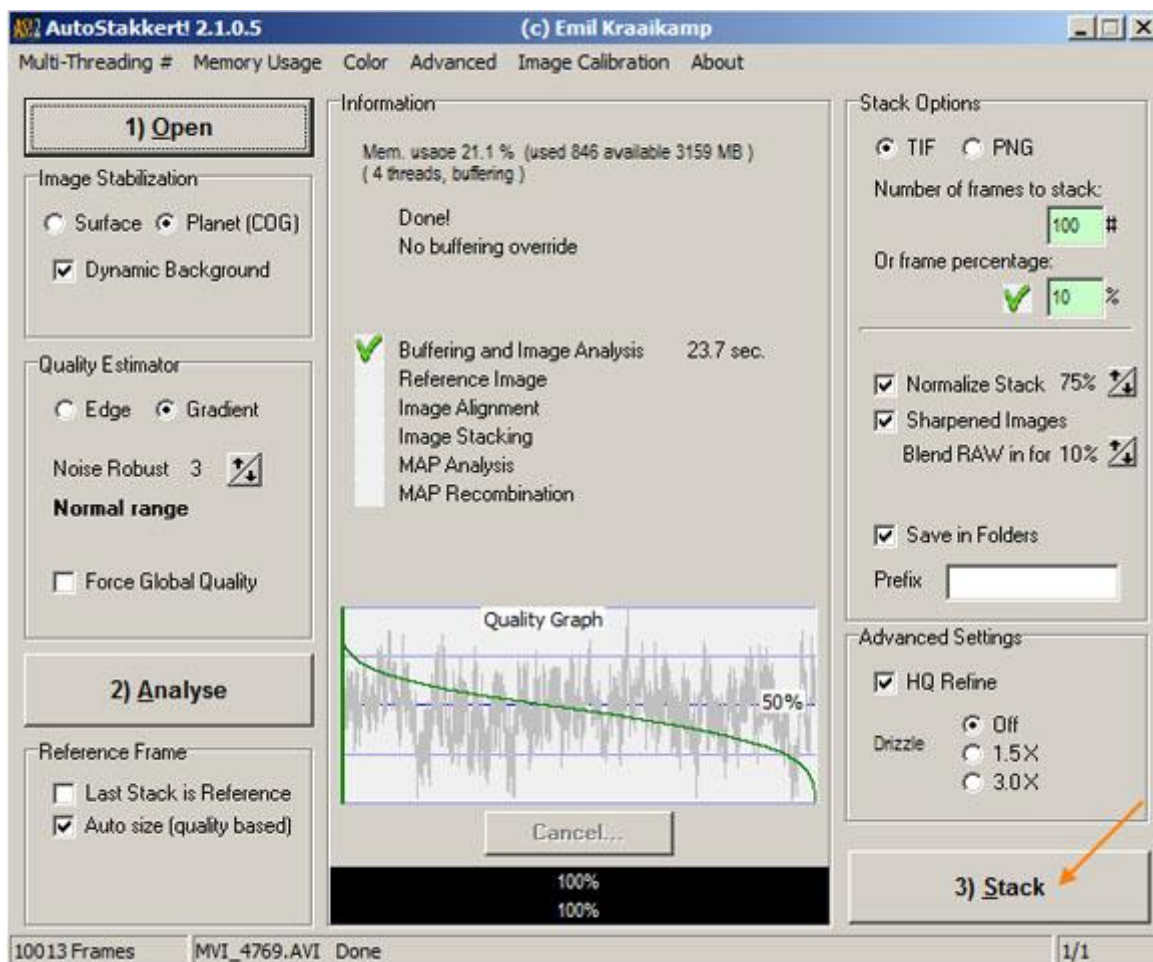 AutoStakkert! 2.1.0.5 (c) Emil Kraaikamp
Multi-Threading # Memory Usage Color Advanced Image Calibration About
1) Open
Image Stabilization
Surface Planet (COG)
Dynamic Background
Quality Estimator
Edge Gradient
Noise Robust 3
Normal range
Force Global Quality
2) Analyse
Reference Frame
Last Stack is Reference
Auto size (quality based)
Information
Mem. usage 21.1 % (used 846 available 3159 MB )
( 4 threads, buffering )
Done!
No buffering override
Buffering and Image Analysis 23.7 sec.
Reference Image
Image Alignment
Image Stacking
MAP Analysis
MAP Recombination
Quality Graph
50%
Cancel...
100%
100%
Stack Options
TIF PNG
Number of frames to stack:
100 #
Or frame percentage:
10 %
Normalize Stack 75%
Sharpened Images
Blend RAW in for 10%
Save in Folders
Prefix
Advanced Settings
HQ Refine
Drizzle
Off
1.5X
3.0X
3) Stack
10013 Frames MVI_4769.AVI Done 1/1